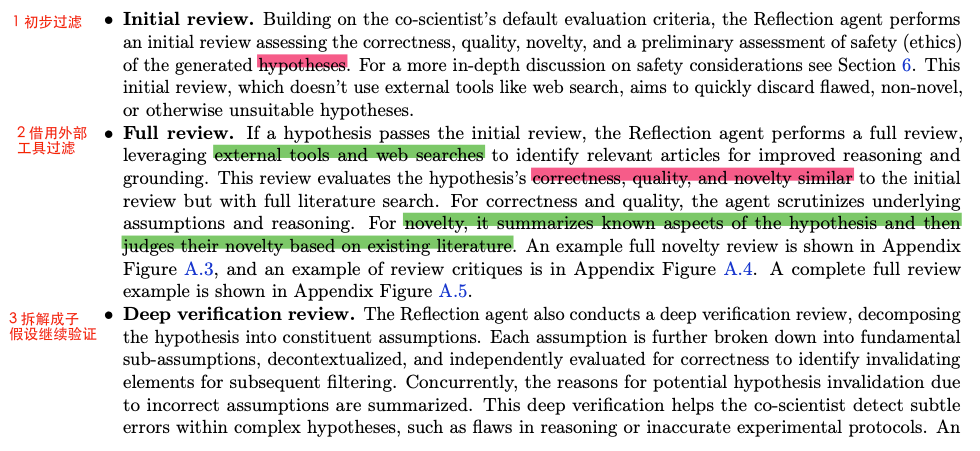 1 初步过滤
• Initial review. Building on the co-scientist's default evaluation criteria, the Reflection agent performs
an initial review assessing the correctness, quality, novelty, and a preliminary assessment of safety (ethics)
of the generated hypotheses. For a more in-depth discussion on safety considerations see Section 6. This
initial review, which doesn't use external tools like web search, aims to quickly discard flawed, non-novel,
or otherwise unsuitable hypotheses.
2 借用外部
工具过滤
• Full review. If a hypothesis passes the initial review, the Reflection agent performs a full review,
leveraging external tools and web searches to identify relevant articles for improved reasoning and
grounding. This review evaluates the hypothesis's correctness, quality, and novelty similar to the initial
review but with full literature search. For correctness and quality, the agent scrutinizes underlying
assumptions and reasoning. For novelty, it summarizes known aspects of the hypothesis and then
judges their novelty based on existing literature. An example full novelty review is shown in Appendix
Figure A.3, and an example of review critiques is in Appendix Figure A.4. A complete full review
example is shown in Appendix Figure A.5.
3 拆解成子
假设继续验证
• Deep verification review. The Reflection agent also conducts a deep verification review, decomposing
the hypothesis into constituent assumptions. Each assumption is further broken down into fundamental
sub-assumptions, decontextualized, and independently evaluated for correctness to identify invalidating
elements for subsequent filtering. Concurrently, the reasons for potential hypothesis invalidation due
to incorrect assumptions are summarized. This deep verification helps the co-scientist detect subtle
errors within complex hypotheses, such as flaws in reasoning or inaccurate experimental protocols. An